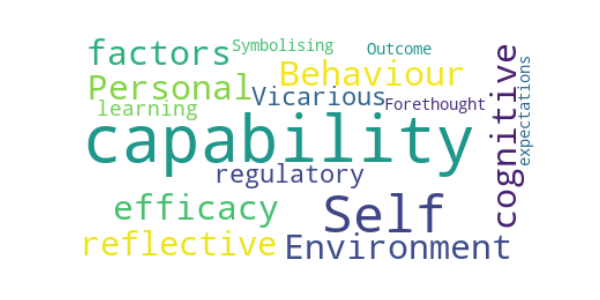 factors
Symbolising
Outcome
Personal
Behaviour
learning
Vicarious
Forethought
capability
regulatory
efficacy
Self
reflective
Environment
cognitive
expectations